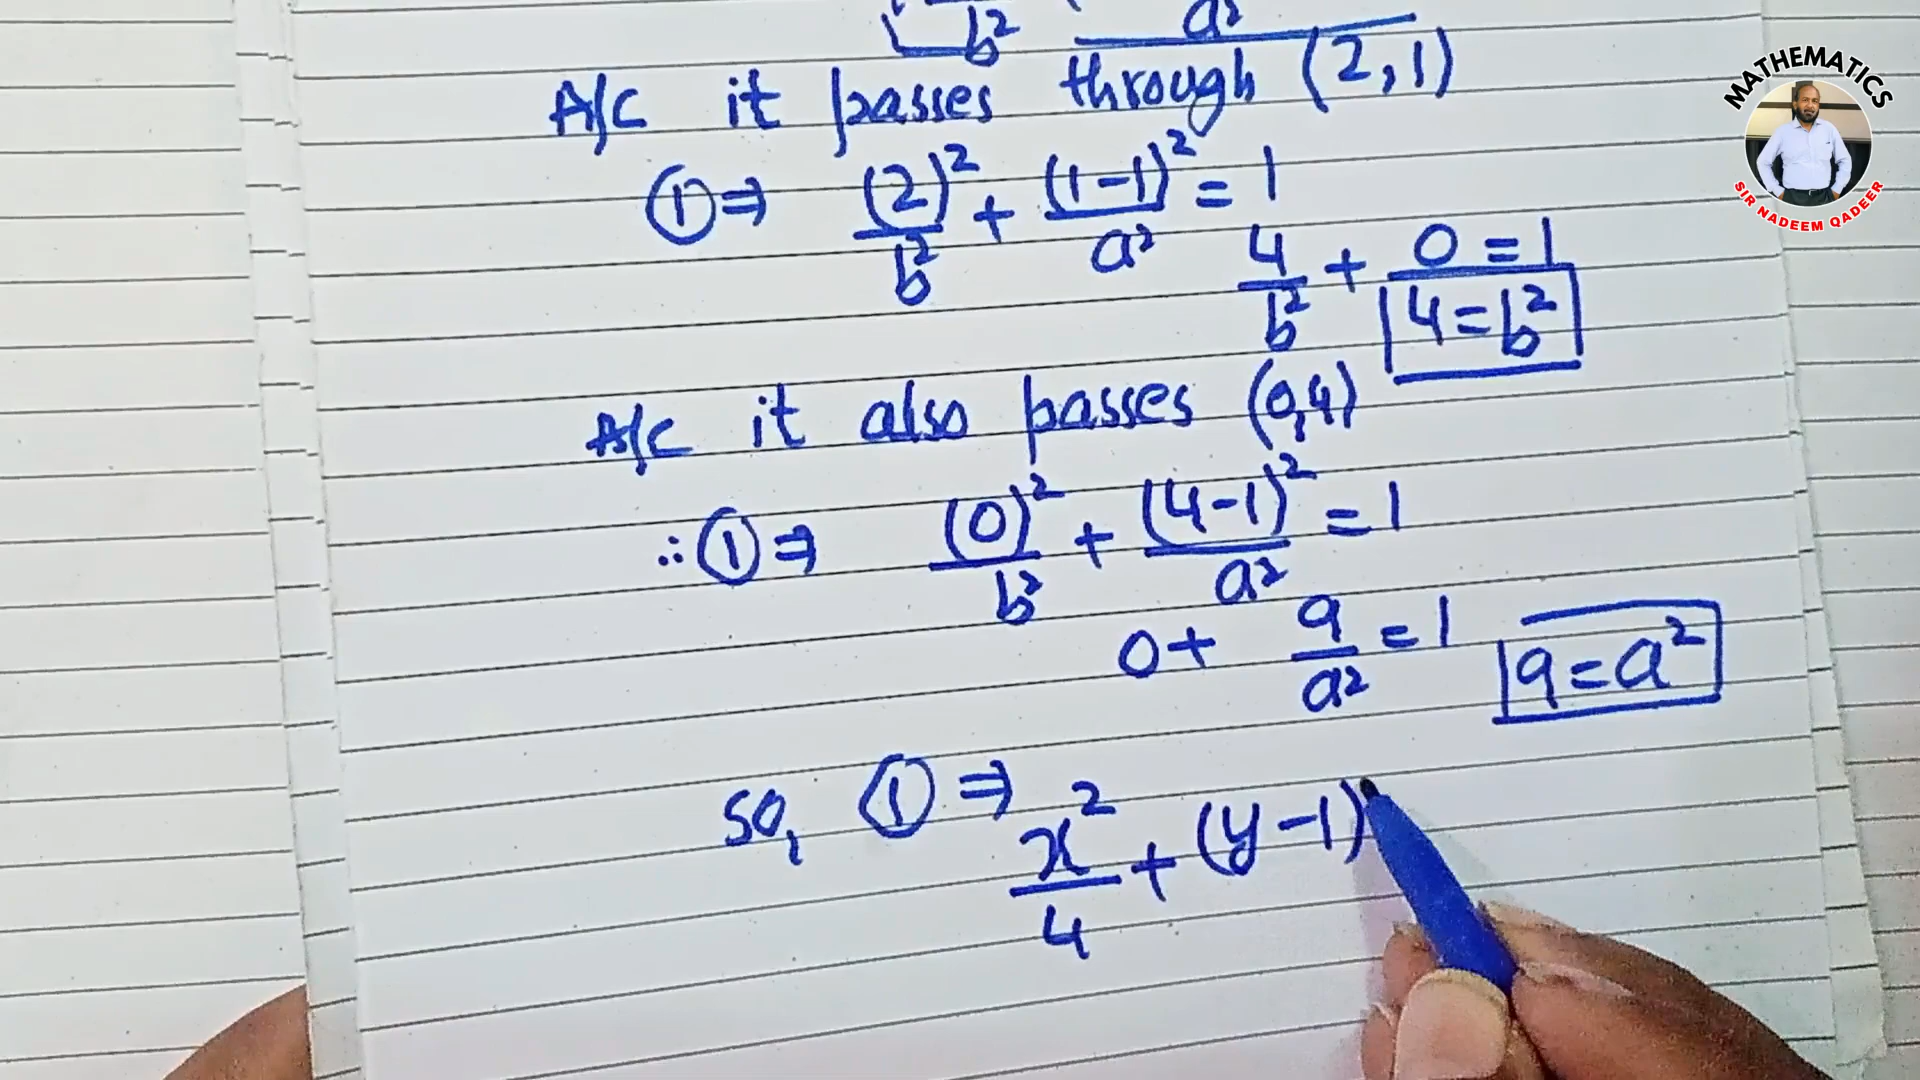 b² a²
A/C it passes through (2,1)
①⇒ (2)²/b² + (1-1)²/a² = 1
4/b² + 0 = 1
4 = b²
A/C it also passes (0,4)
∴ ①⇒ (0)²/b² + (4-1)²/a² = 1
0 + 9/a² = 1
9 = a²
SO, ①⇒ x²/4 + (y-1)
MATHEMATICS
SIR NADEEM QADEER